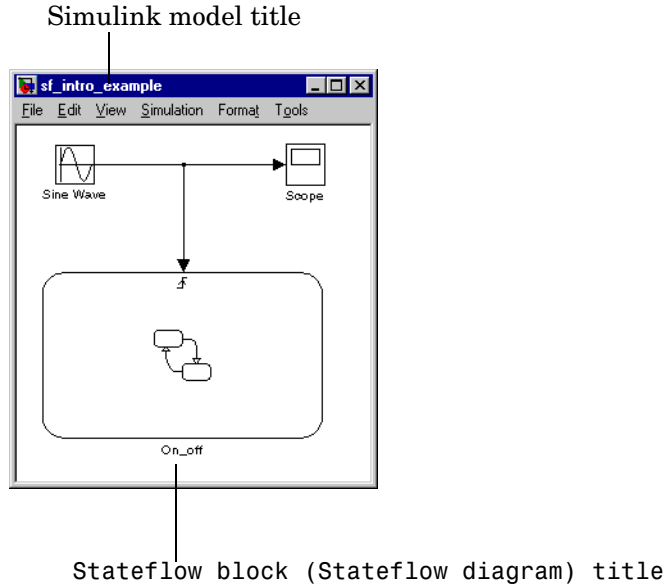 Simulink model title
sf_intro_example
File Edit View Simulation Format Tools
Sine Wave
Scope
On_off
Stateflow block (Stateflow diagram) title